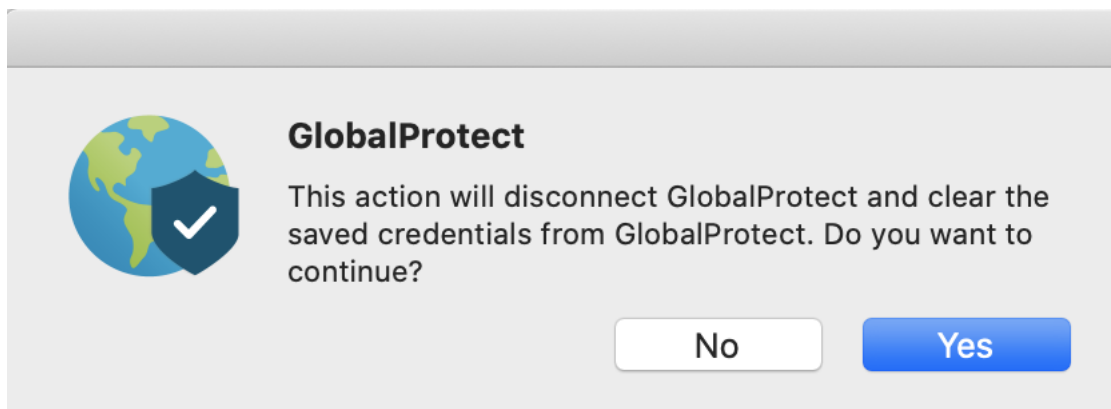 GlobalProtect
This action will disconnect GlobalProtect and clear the
saved credentials from GlobalProtect. Do you want to
continue?
No
Yes